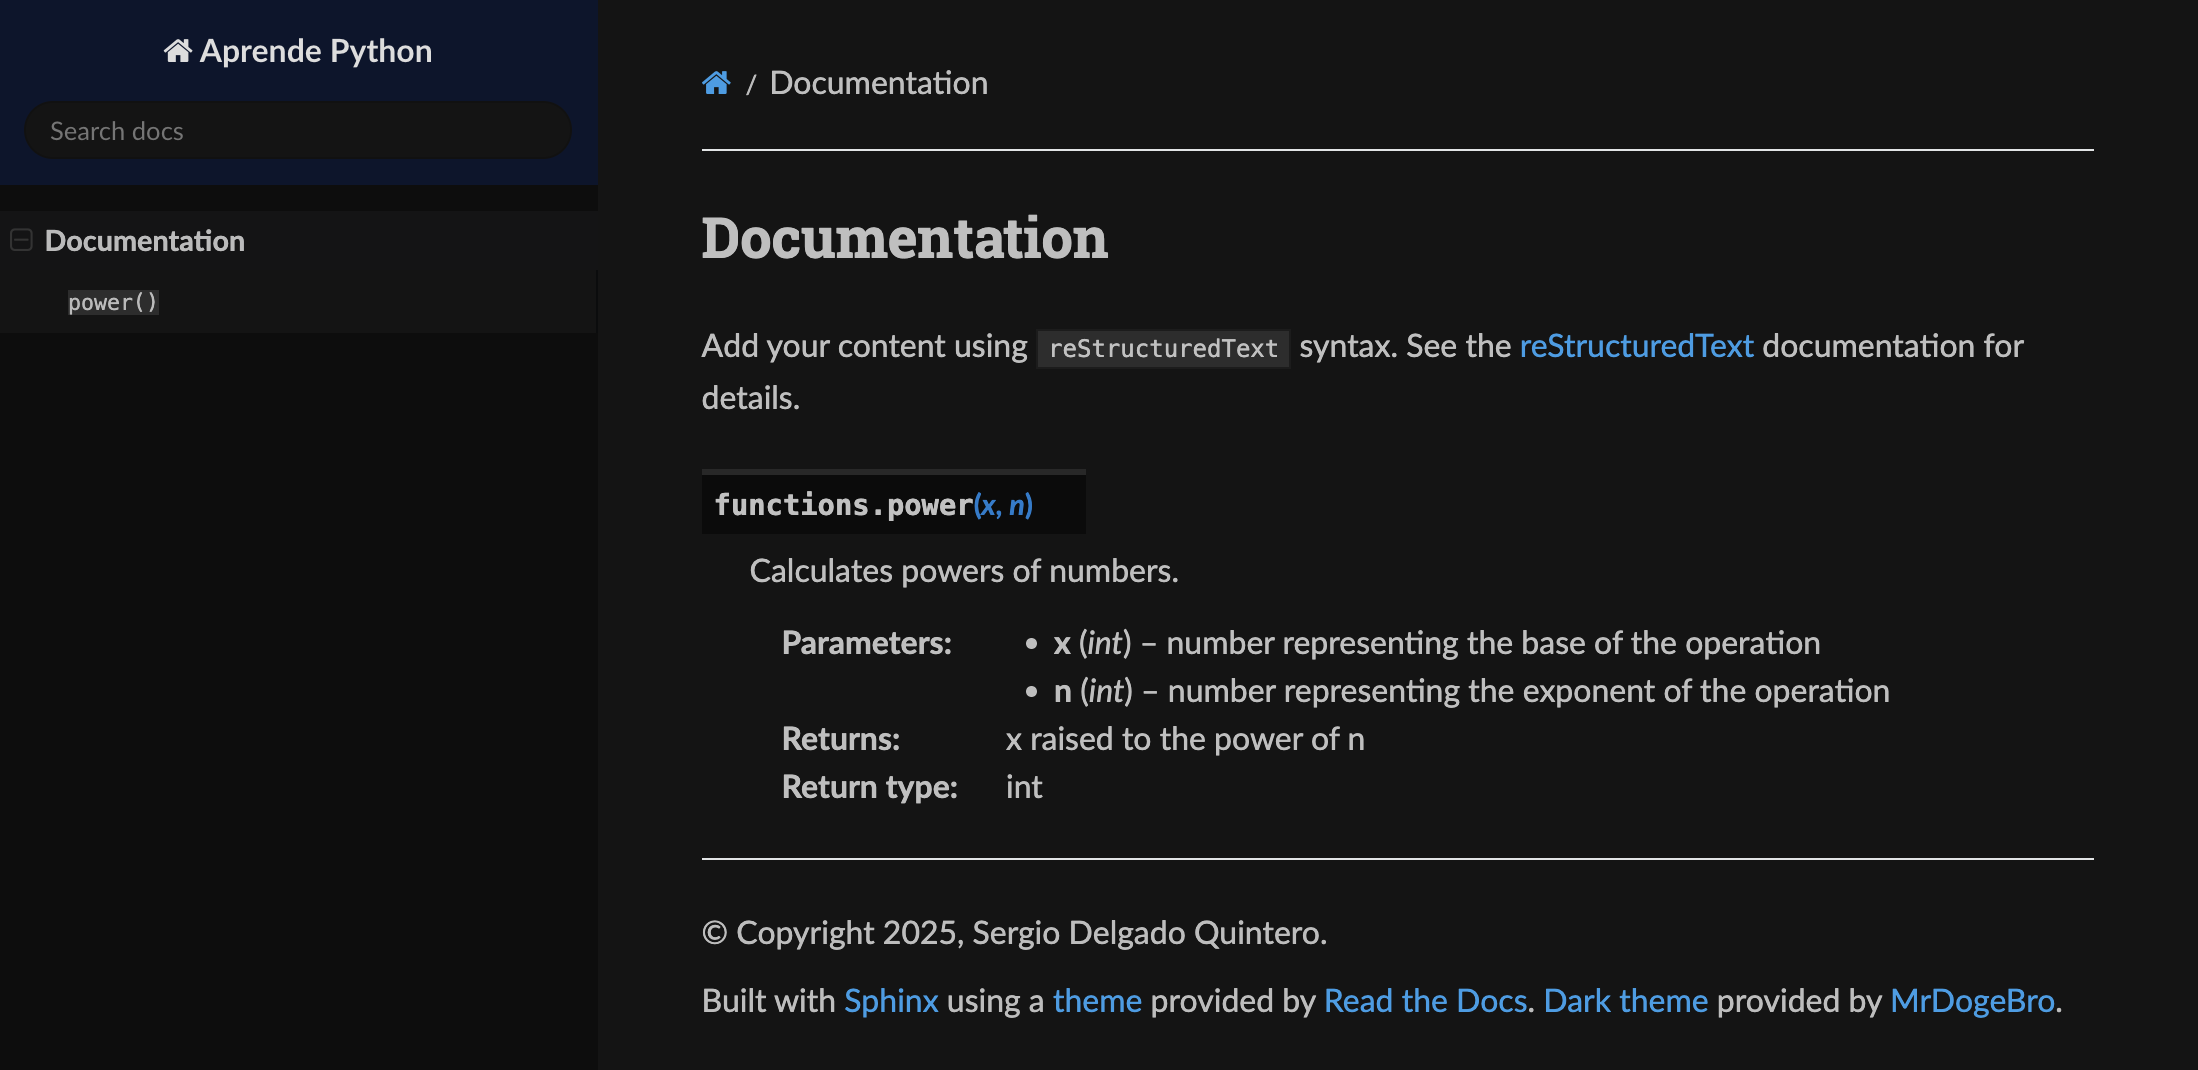 Aprende Python
Search docs
Documentation
power()
/ Documentation
Documentation
Add your content using reStructuredText syntax. See the reStructuredText documentation for
details.
functions.power(x, n)
Calculates powers of numbers.
Parameters:
• x (int) – number representing the base of the operation
• n (int) – number representing the exponent of the operation
Returns: x raised to the power of n
Return type: int
© Copyright 2025, Sergio Delgado Quintero.
Built with Sphinx using a theme provided by Read the Docs. Dark theme provided by MrDogeBro.